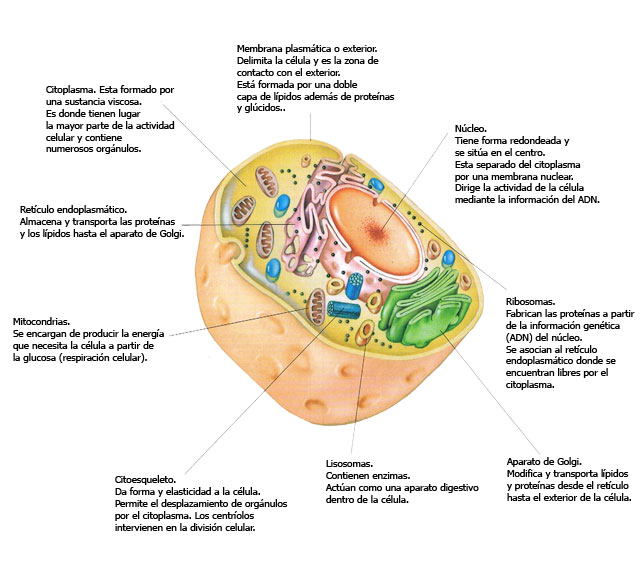 Membrana plasmática o exterior.
Delimita la célula y es la zona de
contacto con el exterior.
Está formada por una doble
capa de lípidos además de proteínas
y glúcidos..
Citoplasma. Esta formado por
una sustancia viscosa.
Es donde tienen lugar
la mayor parte de la actividad
celular y contiene
numerosos orgánulos.
Núcleo.
Tiene forma redondeada y
se sitúa en el centro.
Esta separado del citoplasma
por una membrana nuclear.
Dirige la actividad de la célula
mediante la información del ADN.
Retículo endoplasmático.
Almacena y transporta las proteínas
y los lípidos hasta el aparato de Golgi.
Ribosomas.
Fabrican las proteínas a partir
de la información genética
(ADN) del núcleo.
Se asocian al retículo
endoplasmático donde se
encuentran libres por el
citoplasma.
Mitocondrias.
Se encargan de producir la energía
que necesita la célula a partir de
la glucosa (respiración celular).
Citoesqueleto.
Da forma y elasticidad a la célula.
Permite el desplazamiento de orgánulos
por el citoplasma. Los centríolos
intervienen en la división celular.
Lisosomas.
Contienen enzimas.
Actúan como una aparato digestivo
dentro de la célula.
Aparato de Golgi.
Modifica y transporta lípidos
y proteínas desde el retículo
hasta el exterior de la célula.